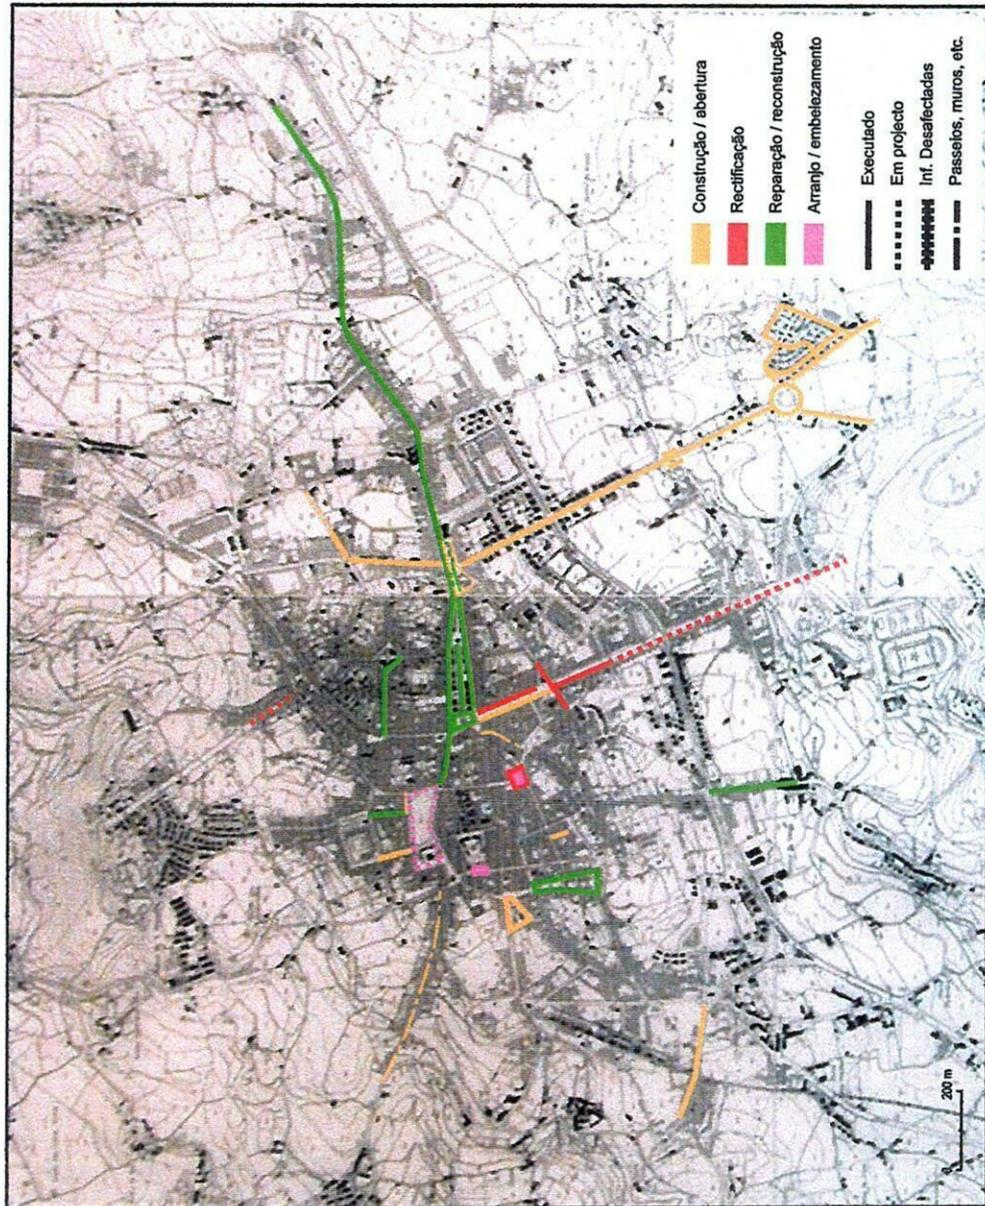 Construção / abertura
Rectificação
Reparação / reconstrução
Arranjo / embelezamento
Executado
Em projecto
Inf. Desafectadas
Passeios, muros, etc.
0 200 m